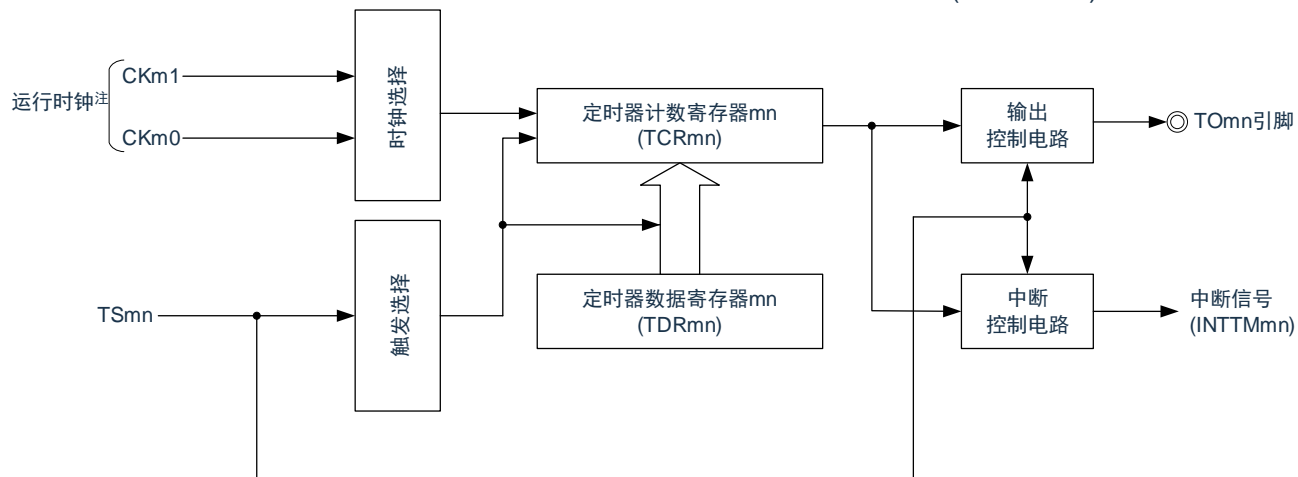 CKm1
运行时钟注
CKm0
时钟选择
定时器计数寄存器mn
(TCRmn)
输出
控制电路
TOmn引脚
TSmn
触发选择
定时器数据寄存器mn
(TDRmn)
中断
控制电路
中断信号
(INTTMmn)